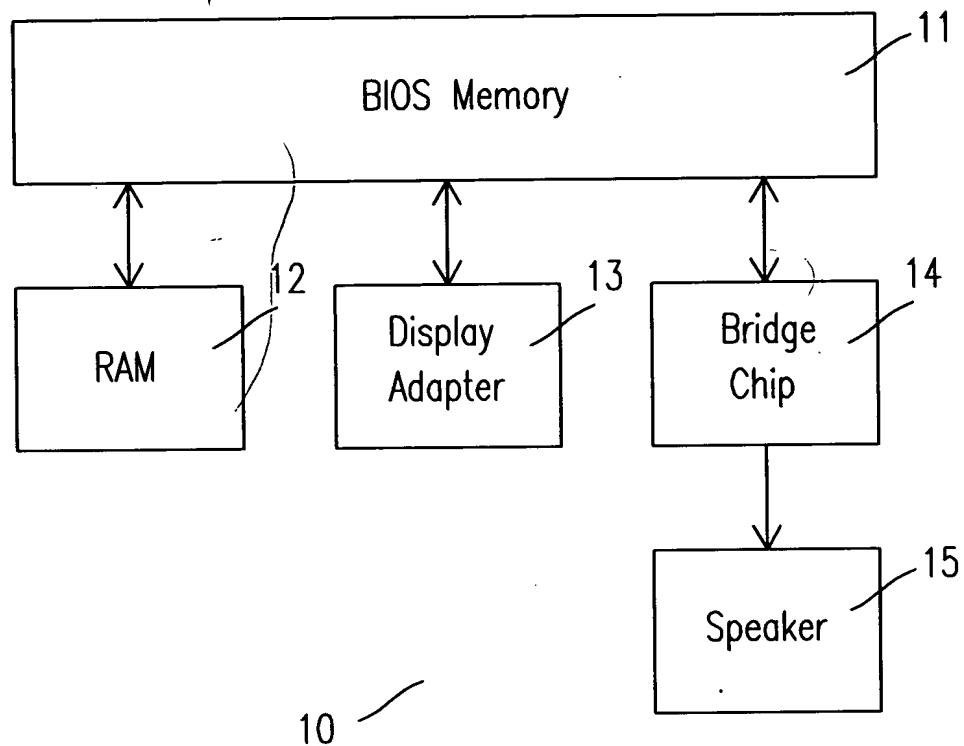 11
BIOS Memory
12
13
14
RAM
Display
Adapter
Bridge
Chip
15
Speaker
10